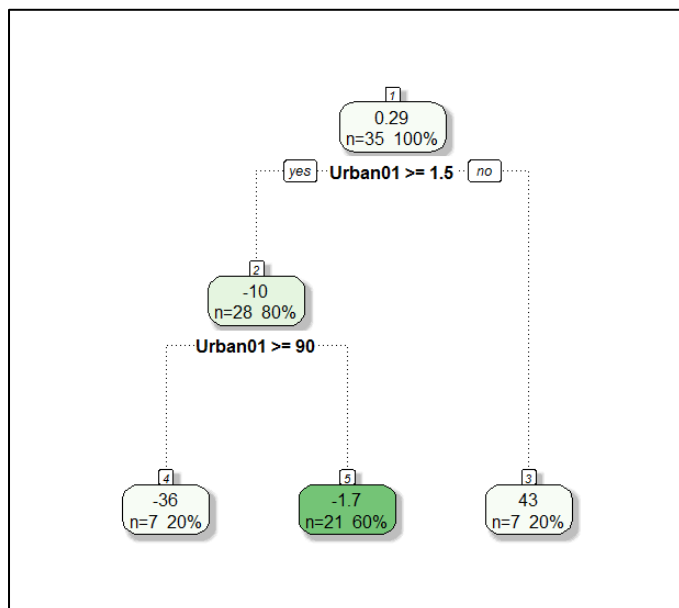 1
0.29
n=35 100%
yes Urban01 >= 1.5 no
2
-10
n=28 80%
Urban01 >= 90
4
-36
n=7 20%
5
-1.7
n=21 60%
3
43
n=7 20%